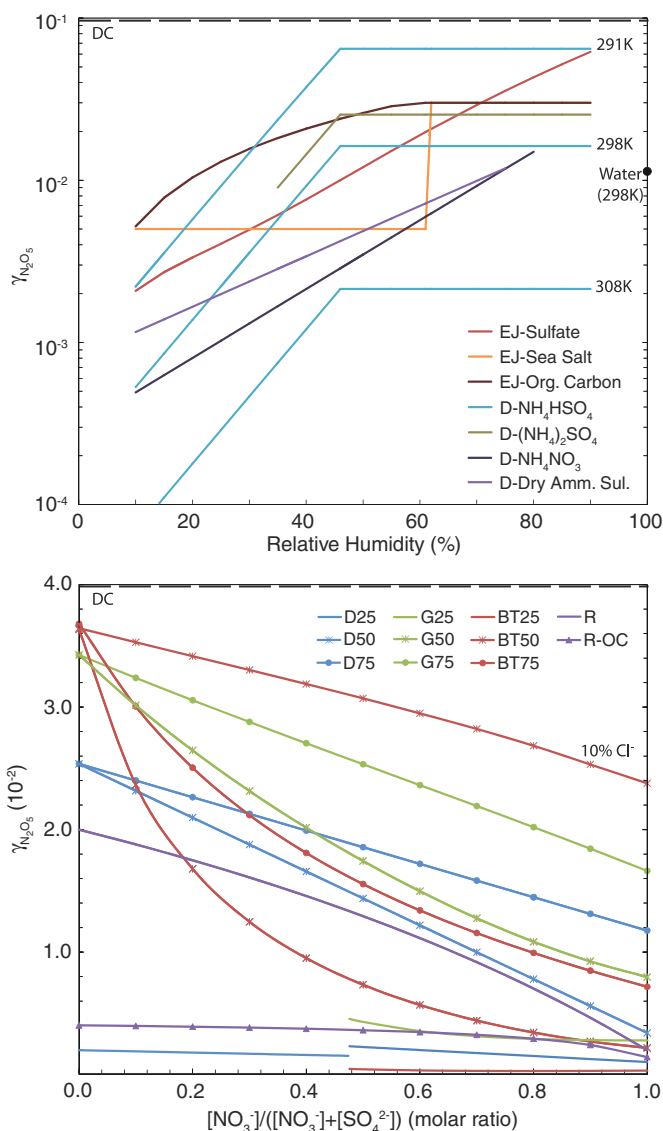 10⁻¹
DC
291K
298K
Water
(298K)
10⁻²
γN₂O₅
308K
10⁻³
EJ-Sulfate
EJ-Sea Salt
EJ-Org. Carbon
D-NH₄HSO₄
D-(NH₄)₂SO₄
D-NH₄NO₃
D-Dry Amm. Sul.
10⁻⁴
0 20 40 60 80 100
Relative Humidity (%)
4.0
DC
D25 G25 BT25 R
D50 G50 BT50 R-OC
D75 G75 BT75
3.0
10% Cl⁻
γN₂O₅ (10⁻²)
2.0
1.0
0.0 0.2 0.4 0.6 0.8 1.0
[NO₃⁻]/([NO₃⁻]+[SO₄²⁻]) (molar ratio)